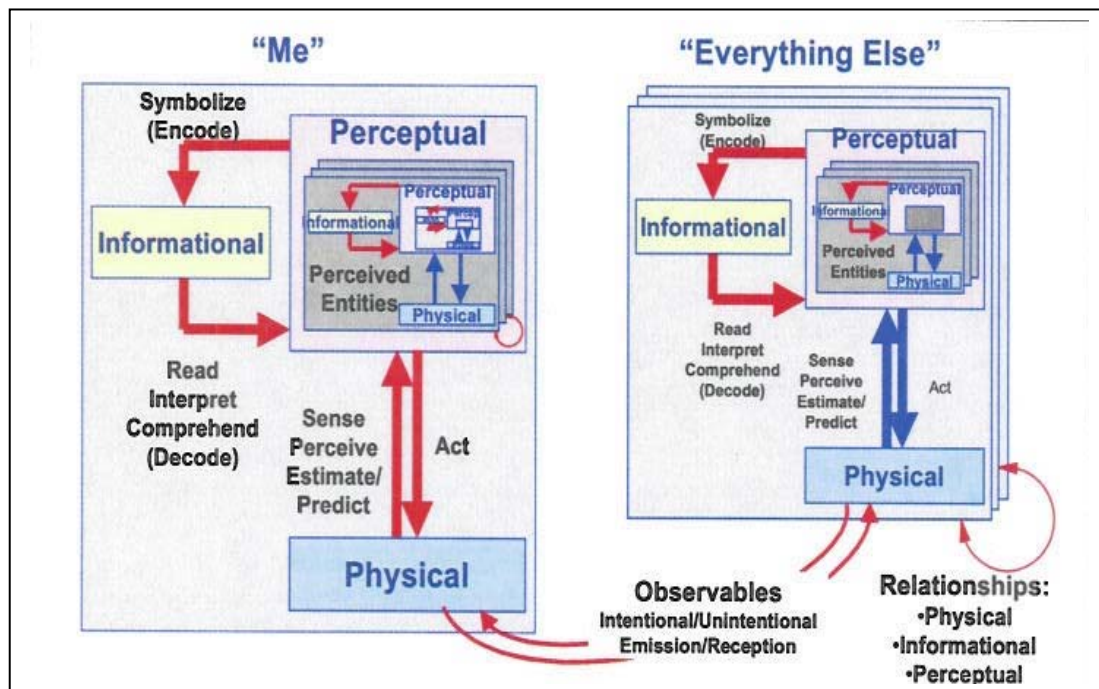 “Me”
Symbolize
(Encode)
Perceptual
Perceptual
Informational
Informational
Perceived
Entities
Physical
Read
Interpret
Comprehend
(Decode)
Sense
Perceive
Estimate/
Predict
Act
Physical
“Everything Else”
Symbolize
(Encode)
Perceptual
Perceptual
Informational
Informational
Perceived
Entities
Physical
Read
Interpret
Comprehend
(Decode)
Sense
Perceive
Estimate/
Predict
Act
Physical
Observables
Intentional/Unintentional
Emission/Reception
Relationships:
•Physical
•Informational
•Perceptual